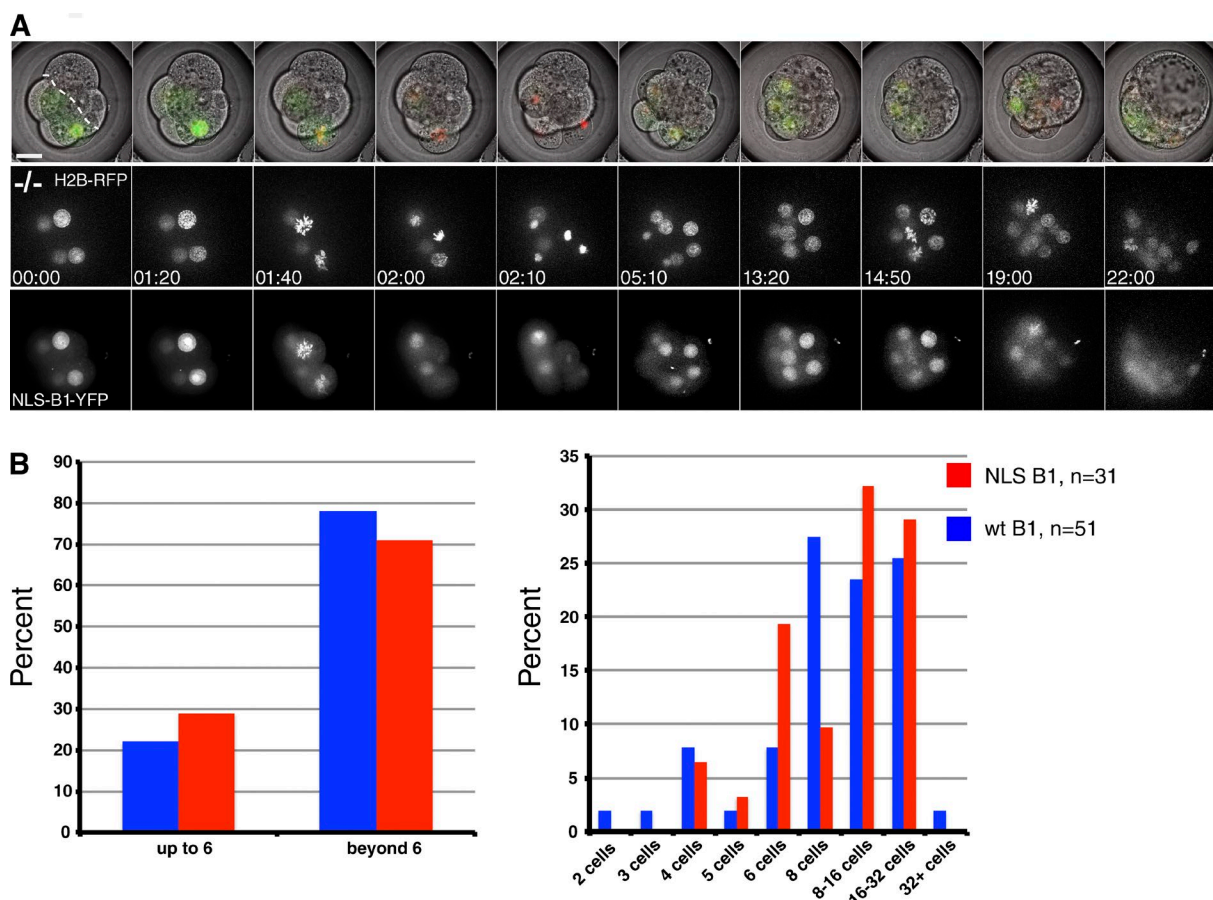 A
-/- H2B-RFP
00:00 01:20 01:40 02:00 02:10 05:10 13:20 14:50 19:00 22:00
NLS-B1-YFP
B
90
80
70
60
50
40
30
20
10
0
Percent
up to 6 beyond 6
35
30
25
20
15
10
5
0
Percent
NLS B1, n=31
wt B1, n=51
2 cells
3 cells
4 cells
5 cells
6 cells
8 cells
8-16 cells
16-32 cells
32+ cells